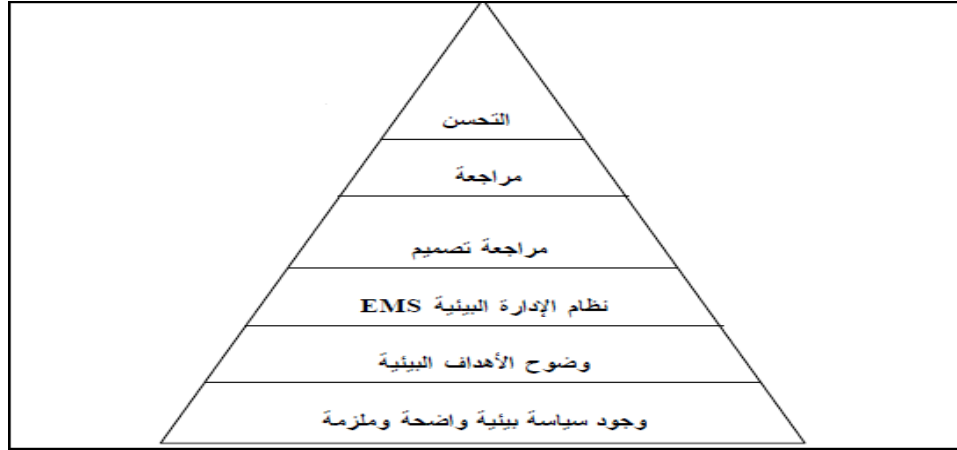 التحسن
مراجعة
مراجعة تصميم
نظام الإدارة البيئية EMS
وضوح الأهداف البيئية
وجود سياسة بيئية واضحة وملزمة